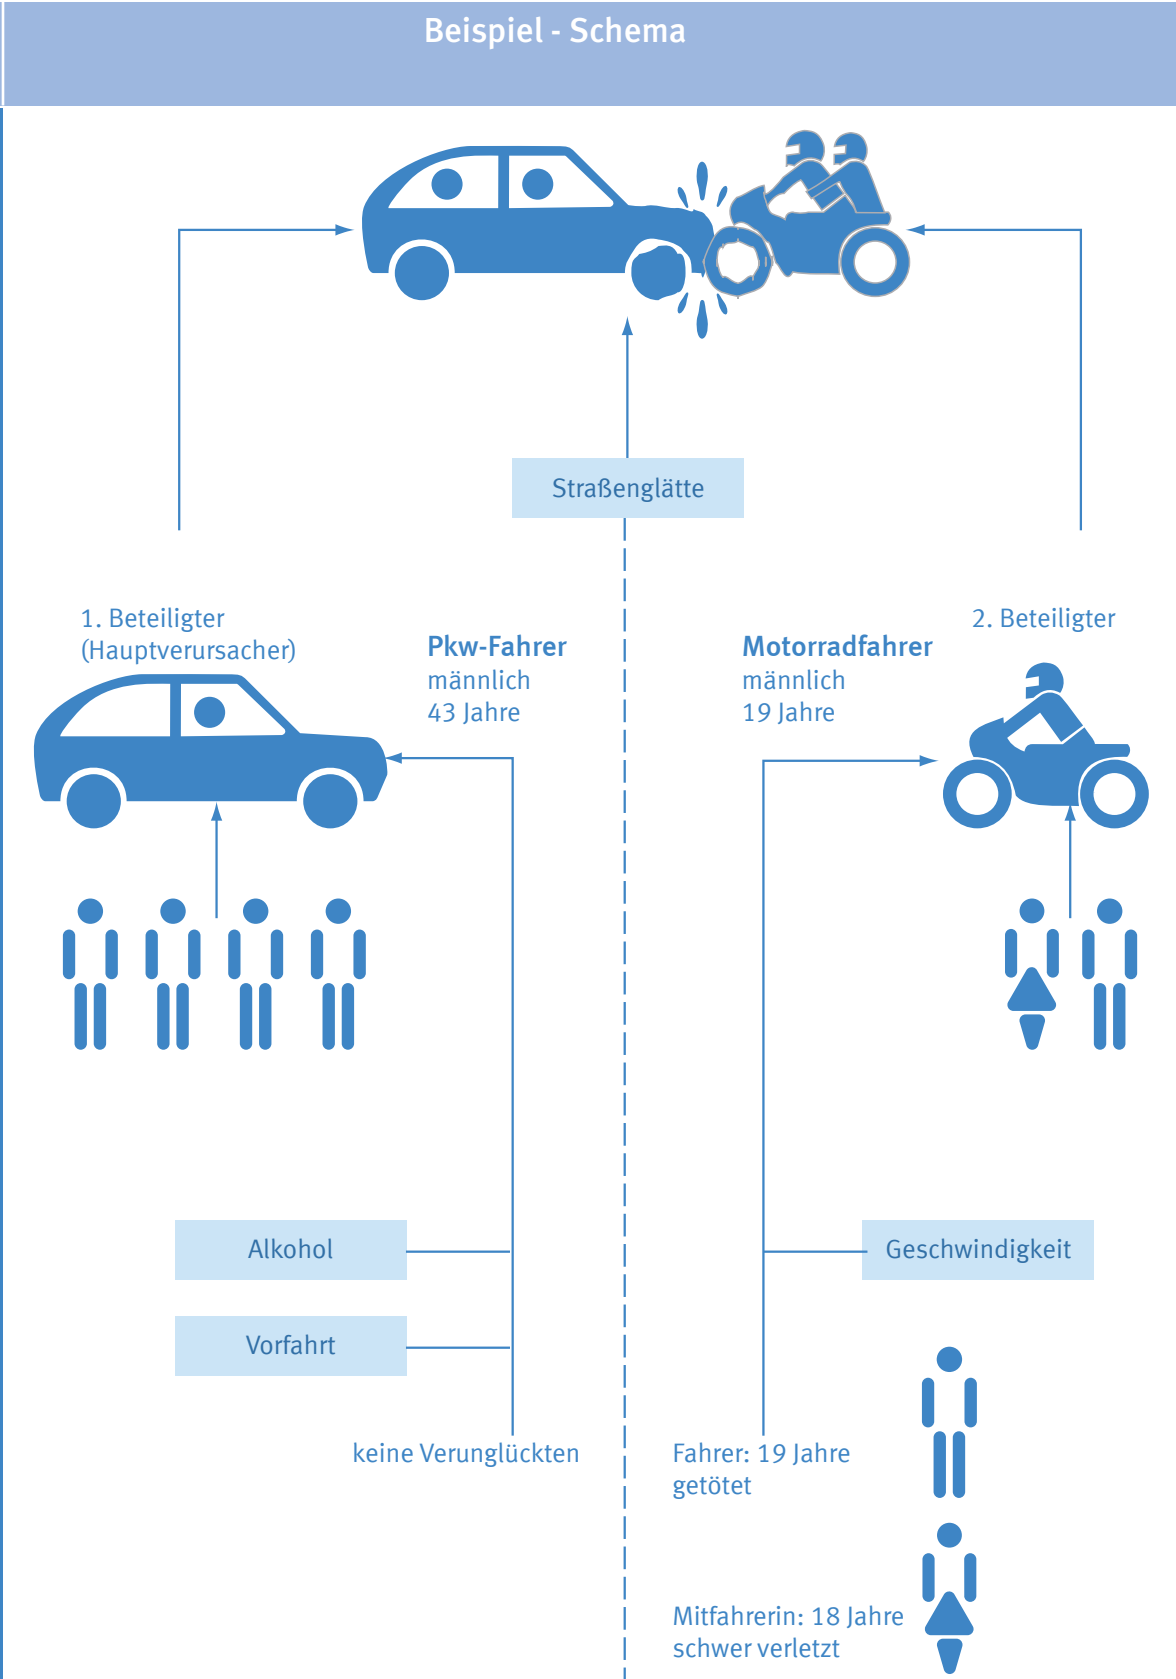 Beispiel - Schema
Straßenglätte
1. Beteiligter
(Hauptverursacher)
Pkw-Fahrer
männlich
43 Jahre
Motorradfahrer
männlich
19 Jahre
2. Beteiligter
Alkohol
Vorfahrt
keine Verunglückten
Geschwindigkeit
Fahrer: 19 Jahre
getötet
Mitfahrerin: 18 Jahre
schwer verletzt